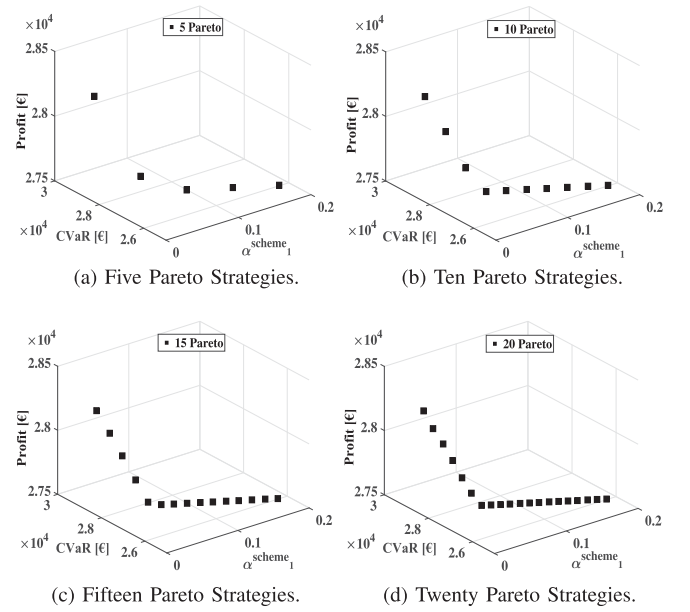 ×10⁴
■ 5 Pareto
2.85
2.8
2.75
Profit [€]
3
2.8
2.6
×10⁴ CVaR [€]
0
0.1
0.2
α^scheme₁
(a) Five Pareto Strategies.
×10⁴
■ 10 Pareto
2.85
2.8
2.75
Profit [€]
3
2.8
2.6
×10⁴ CVaR [€]
0
0.1
0.2
α^scheme₁
(b) Ten Pareto Strategies.
×10⁴
■ 15 Pareto
2.85
2.8
2.75
Profit [€]
3
2.8
2.6
×10⁴ CVaR [€]
0
0.1
0.2
α^scheme₁
(c) Fifteen Pareto Strategies.
×10⁴
■ 20 Pareto
2.85
2.8
2.75
Profit [€]
3
2.8
2.6
×10⁴ CVaR [€]
0
0.1
0.2
α^scheme₁
(d) Twenty Pareto Strategies.